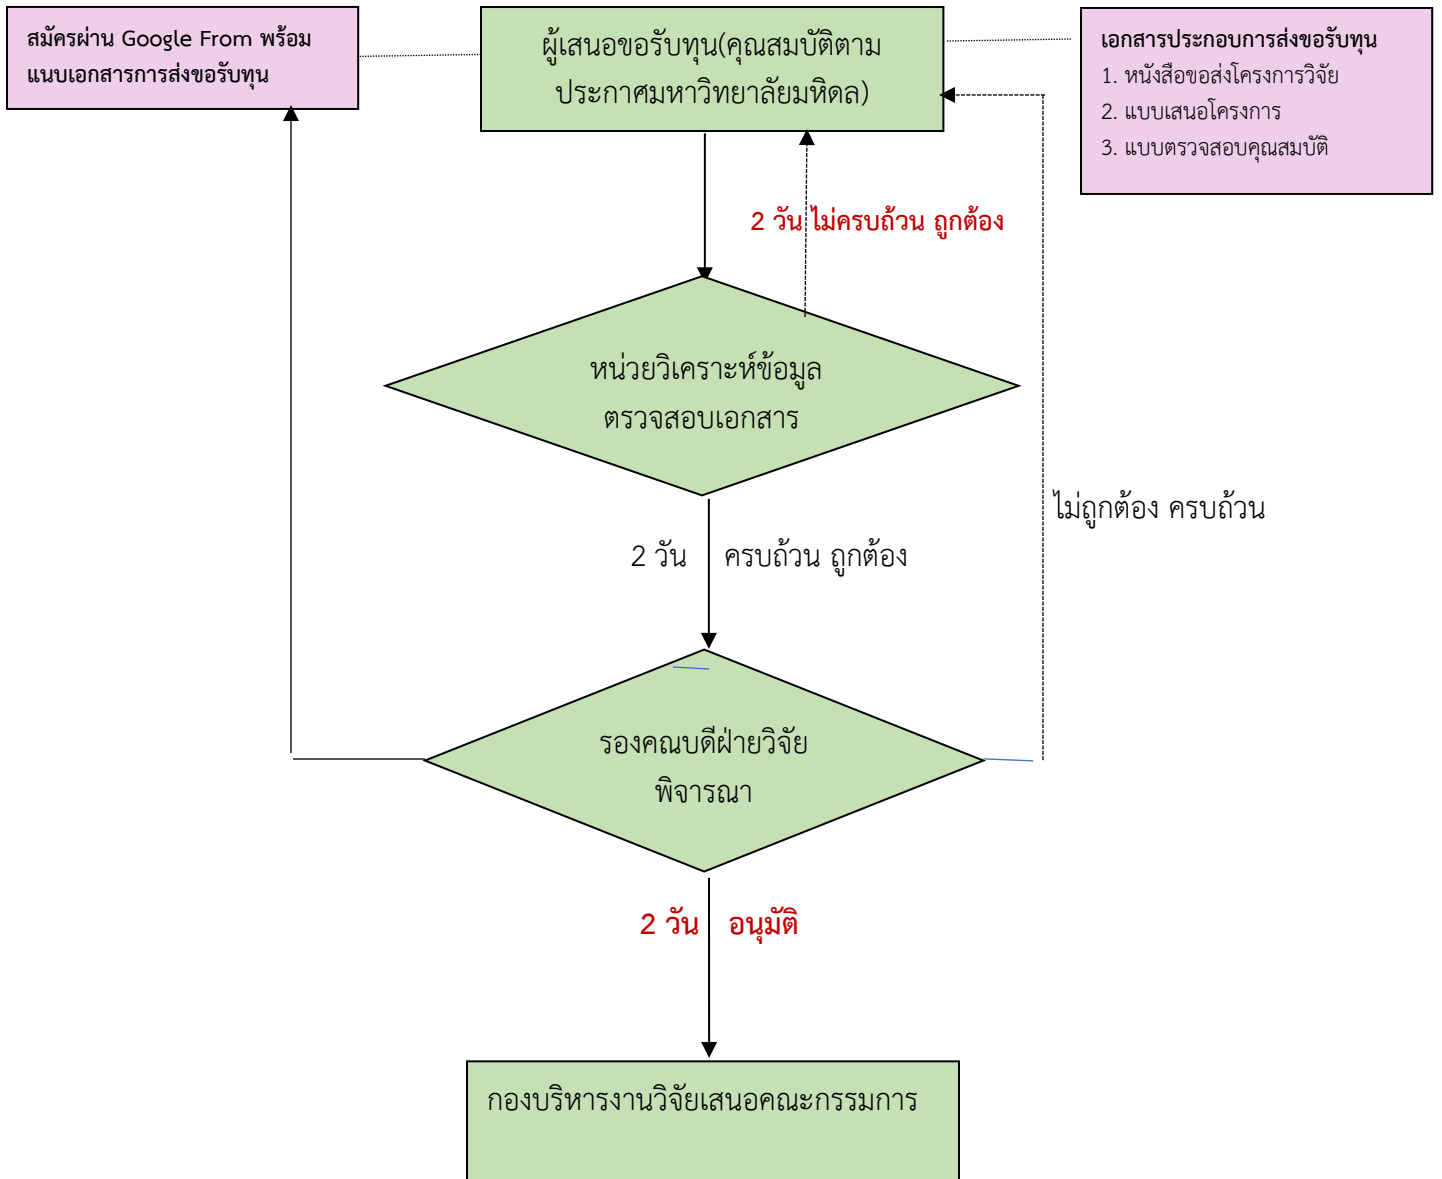 สมัครผ่าน Google From พร้อม
แนบเอกสารการส่งขอรับทุน
ผู้เสนอขอรับทุน(คุณสมบัติตาม
ประกาศมหาวิทยาลัยมหิดล)
เอกสารประกอบการส่งขอรับทุน
1. หนังสือขอส่งโครงการวิจัย
2. แบบเสนอโครงการ
3. แบบตรวจสอบคุณสมบัติ
2 วัน ไม่ครบถ้วน ถูกต้อง
หน่วยวิเคราะห์ข้อมูล
ตรวจสอบเอกสาร
ไม่ถูกต้อง ครบถ้วน
2 วัน ครบถ้วน ถูกต้อง
รองคณบดีฝ่ายวิจัย
พิจารณา
2 วัน อนุมัติ
กองบริหารงานวิจัยเสนอคณะกรรมการ